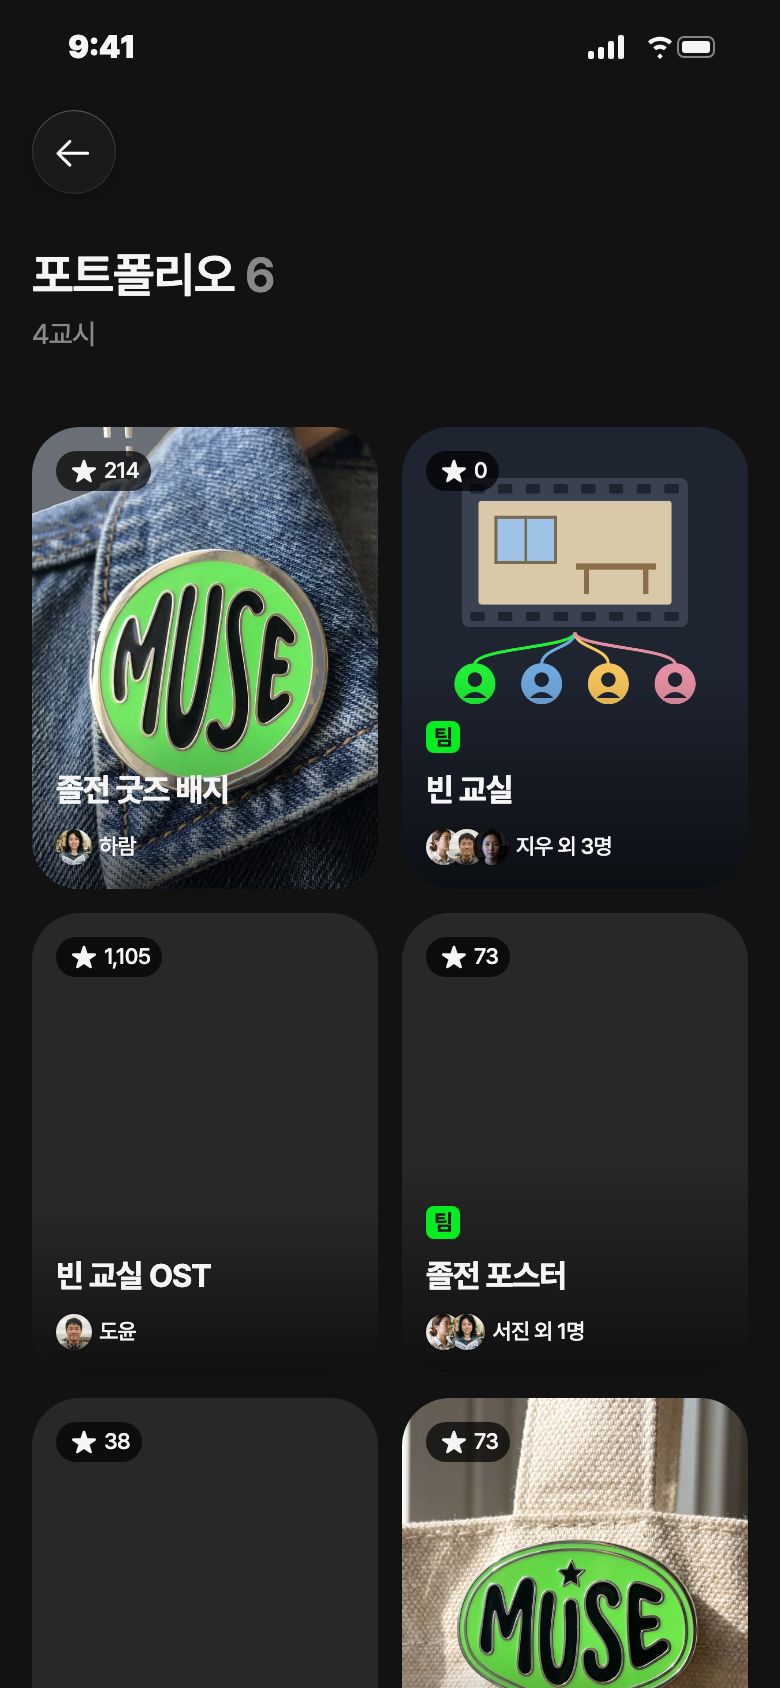 9:41
포트폴리오 6
4교시
214
MUSE
졸전 굿즈 배지
하람
0
팀
빈 교실
지우 외 3명
1,105
빈 교실 OST
도윤
73
팀
졸전 포스터
서진 외 1명
38
73
MUSE